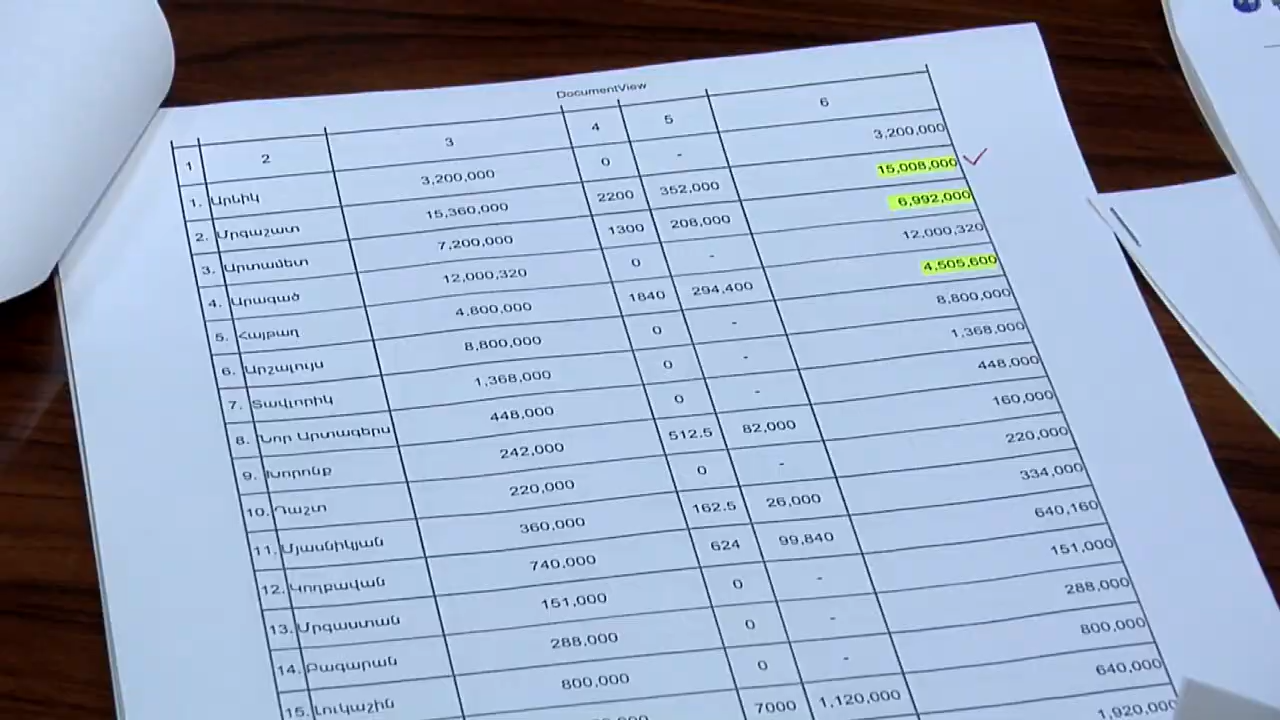 DocumentView
1 2 3 4 5 6
1. Արևիկ 3,200,000 0 - 3,200,000
2. Մրգաշատ 15,360,000 2200 352,000 15,008,000
3. Արտամետ 7,200,000 1300 208,000 6,992,000
4. Արագած 12,000,320 0 - 12,000,320
5. Հայթաղ 4,800,000 1840 294,400 4,505,600
6. Արշալույս 8,800,000 0 - 8,800,000
7. Տավլորիկ 1,368,000 0 - 1,368,000
8. Նոր Արտագերս 448,000 0 - 448,000
9. Խորոնք 242,000 512.5 82,000 160,000
10. Դաշտ 220,000 0 - 220,000
11. Մյասնիկյան 360,000 162.5 26,000 334,000
12. Կողբավան 740,000 624 99,840 640,160
13. Մրգաստան 151,000 0 - 151,000
14. Բագարան 288,000 0 - 288,000
15. Լուկաշին 800,000 0 - 800,000
7000 1,120,000 640,000
1,920,000